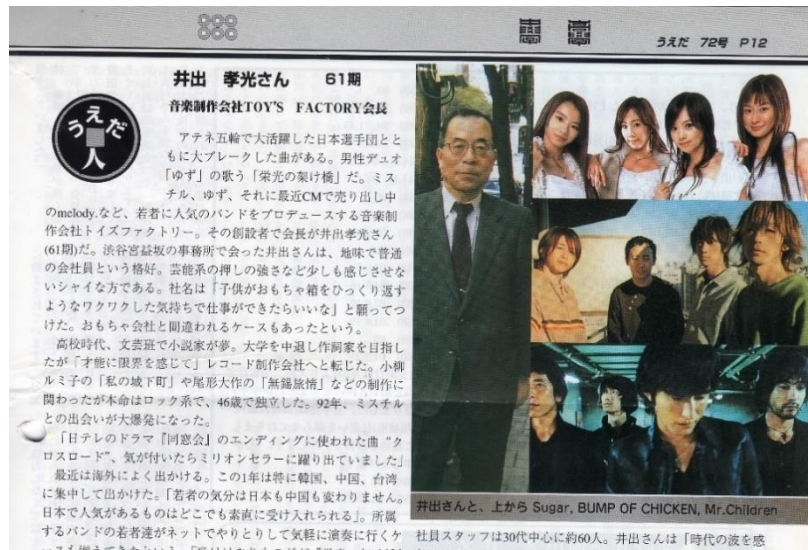 うえだ 72号 P12
井出 孝光さん 61期
音楽制作会社TOY'S FACTORY会長
うえだ人
アテネ五輪で大活躍した日本選手団とと
もに大ブレークした曲がある。男性デュオ
「ゆず」の歌う「栄光の架け橋」だ。ミス
チル、ゆず、それに最近CMで売り出し中
のmelody.など、若者に人気のバンドをプロデュースする音楽制
作会社トイズファクトリー。その創設者で会長が井出孝光さん
(61期)だ。渋谷宮益坂の事務所で会った井出さんは、地味で普通
の会社員という格好。芸能系の押しの強さなど少しも感じさせな
いシャイな方である。社名は『子供がおもちゃ箱をひっくり返す
ようなワクワクした気持ちで仕事ができたらいいな』と願ってつ
けた。おもちゃ会社と間違われるケースもあったという。
高校時代、文芸班で小説家が夢。大学を中退し作詞家を目指し
たが「才能に限界を感じて」レコード制作会社へと転じた。小柳
ルミ子の「私の城下町」や尾形大作の「無錫旅情」などの制作に
関わったが本命はロック系で、46歳で独立した。92年、ミスチル
との出会いが大爆発になった。
「日テレのドラマ『同窓会』のエンディングに使われた曲“ク
ロスロード”、気が付いたらミリオンセラーに躍り出ていました」
最近は海外によく出かける。この1年は特に韓国、中国、台湾
に集中して出かけた。「若者の気分は日本も中国も変わりません。
日本で人気があるものはどこでも素直に受け入れられる」。所属
するバンドの若者達がネットでやりとりして気軽に演奏に行くケ
井出さんと、上から Sugar, BUMP OF CHICKEN, Mr.Children
社員スタッフは30代中心に約60人。井出さんは「時代の波を感